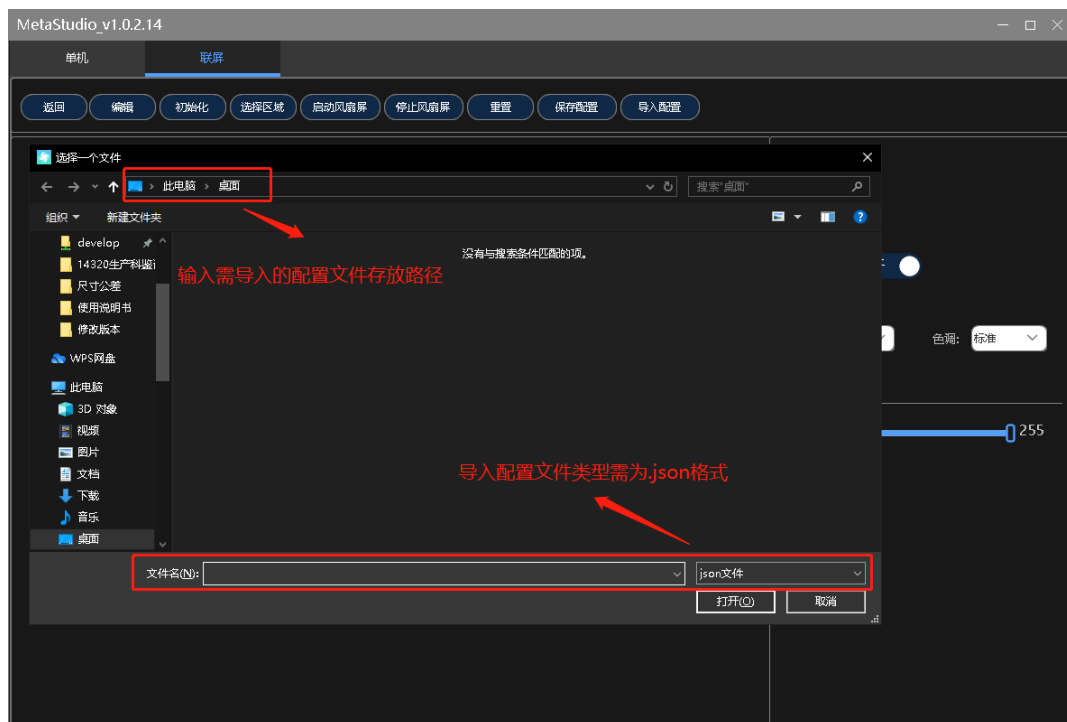 MetaStudio_v1.0.2.14
单机 联屏
返回 编辑 初始化 选择区域 启动风扇屏 停止风扇屏 重置 保存配置 导入配置
选择一个文件
此电脑 › 桌面
搜索"桌面"
组织 新建文件夹
develop
没有与搜索条件匹配的项。
14320生产科鉴
输入需导入的配置文件存放路径
尺寸公差
使用说明书
修改版本
色调: 标准
WPS网盘
此电脑
3D 对象
视频
255
图片
导入配置文件类型需为.json格式
文档
下载
音乐
桌面
文件名(N):
json文件
打开(O) 取消